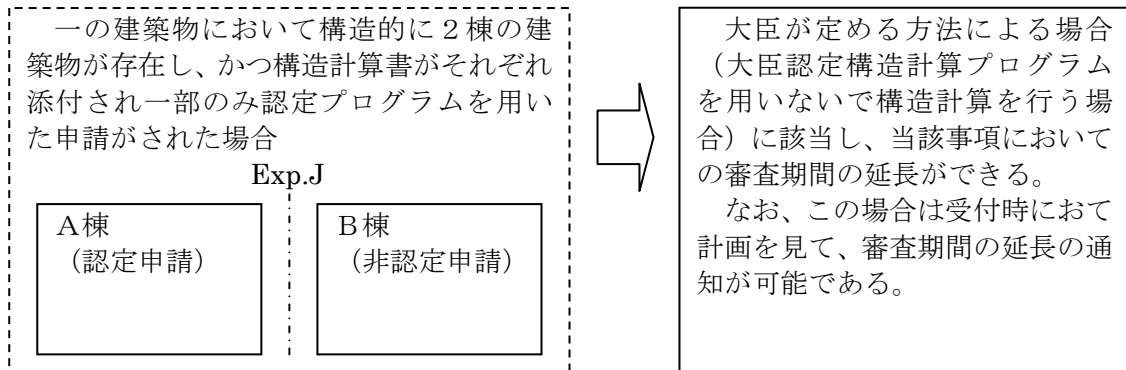 一の建築物において構造的に２棟の建
築物が存在し、かつ構造計算書がそれぞれ
添付され一部のみ認定プログラムを用い
た申請がされた場合
Exp.J
Ａ棟
（認定申請）
Ｂ棟
（非認定申請）
大臣が定める方法による場合
（大臣認定構造計算プログラム
を用いないで構造計算を行う場
合）に該当し、当該事項において
の審査期間の延長ができる。
なお、この場合は受付時におて
計画を見て、審査期間の延長の通
知が可能である。